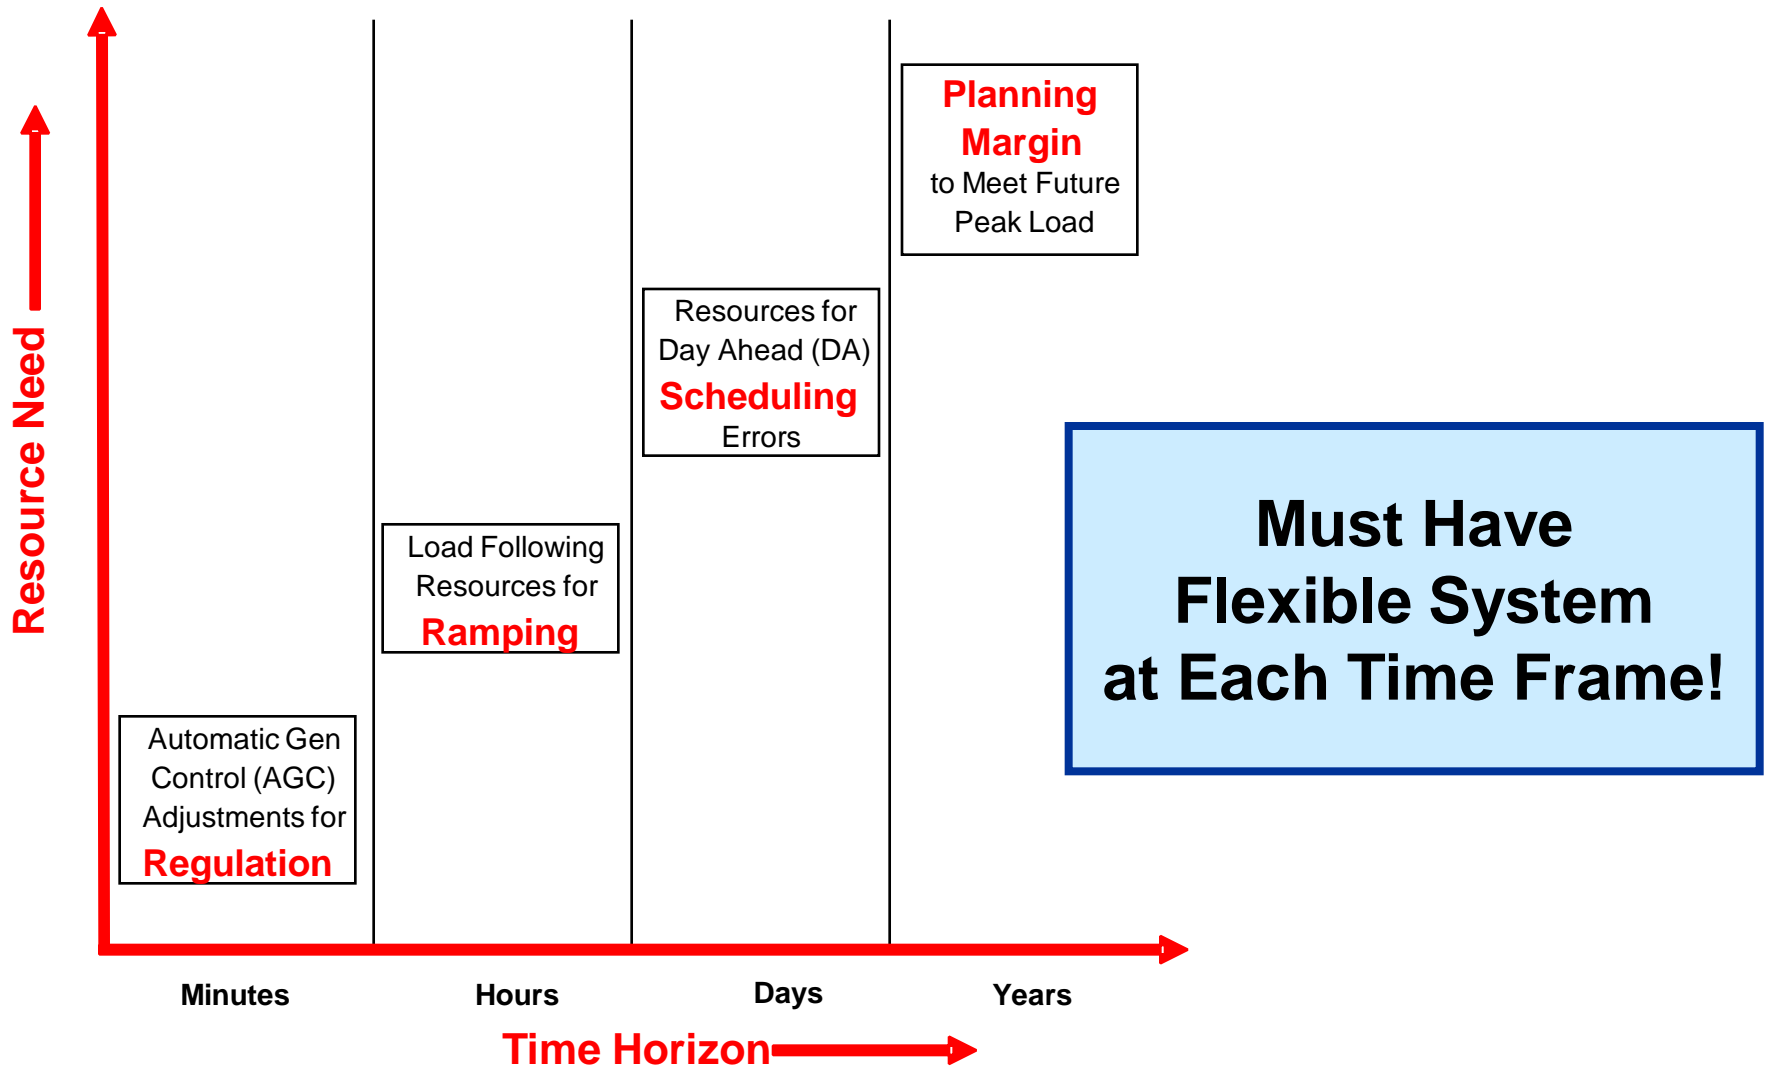 Planning
Margin
to Meet Future
Peak Load
Resources for
Day Ahead (DA)
Scheduling
Errors
Load Following
Resources for
Ramping
Automatic Gen
Control (AGC)
Adjustments for
Regulation
Resource Need
Must Have
Flexible System
at Each Time Frame!
Minutes
Hours
Days
Years
Time Horizon